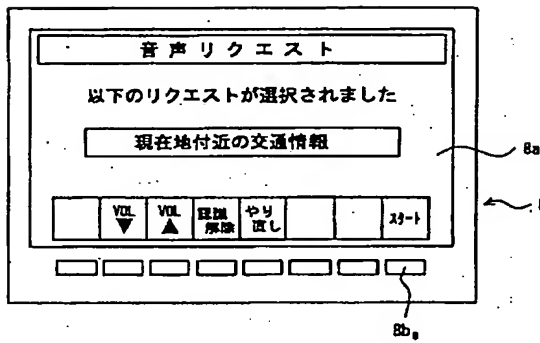 音声リクエスト
以下のリクエストが選択されました
現在地付近の交通情報
8a
VOL ▼
VOL ▲
認識
解除
やり
直し
スタート
8
8b₈